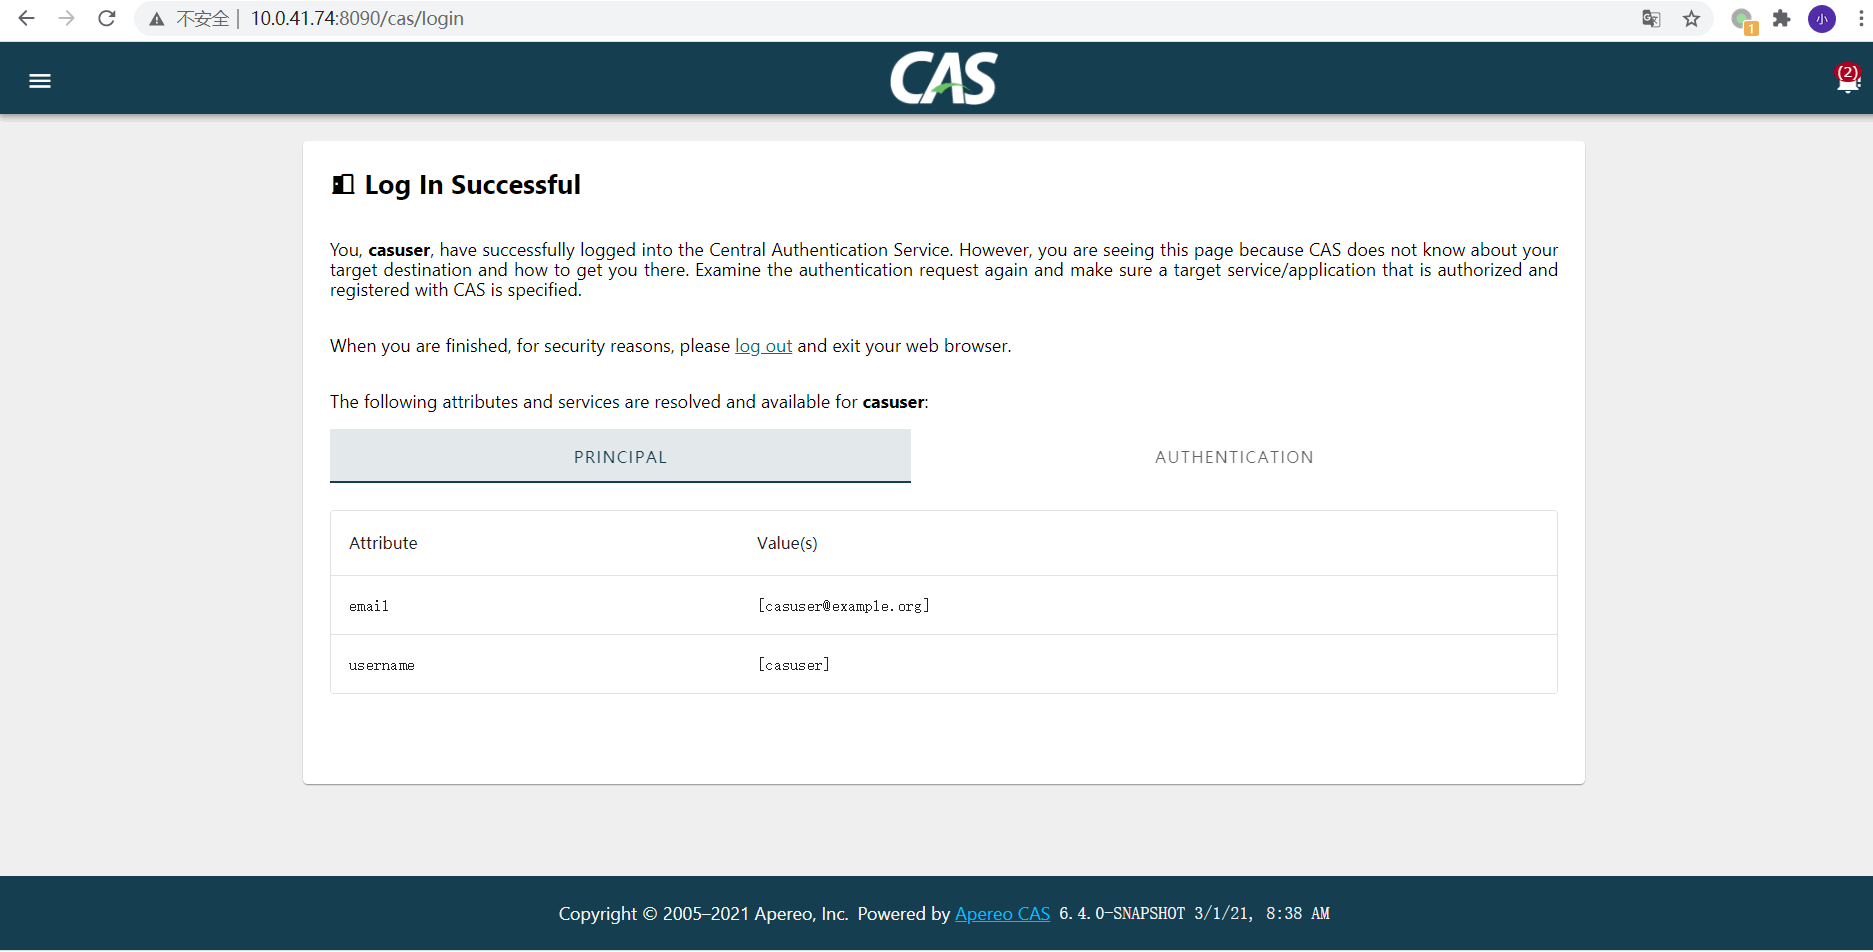 不安全 | 10.0.41.74:8090/cas/login
1
小
CAS
(2)
Log In Successful
You, casuser, have successfully logged into the Central Authentication Service. However, you are seeing this page because CAS does not know about your
target destination and how to get you there. Examine the authentication request again and make sure a target service/application that is authorized and
registered with CAS is specified.
When you are finished, for security reasons, please log out and exit your web browser.
The following attributes and services are resolved and available for casuser:
PRINCIPAL AUTHENTICATION
Attribute Value(s)
email [casuser@example.org]
username [casuser]
Copyright © 2005–2021 Apereo, Inc. Powered by Apereo CAS 6.4.0-SNAPSHOT 3/1/21, 8:38 AM